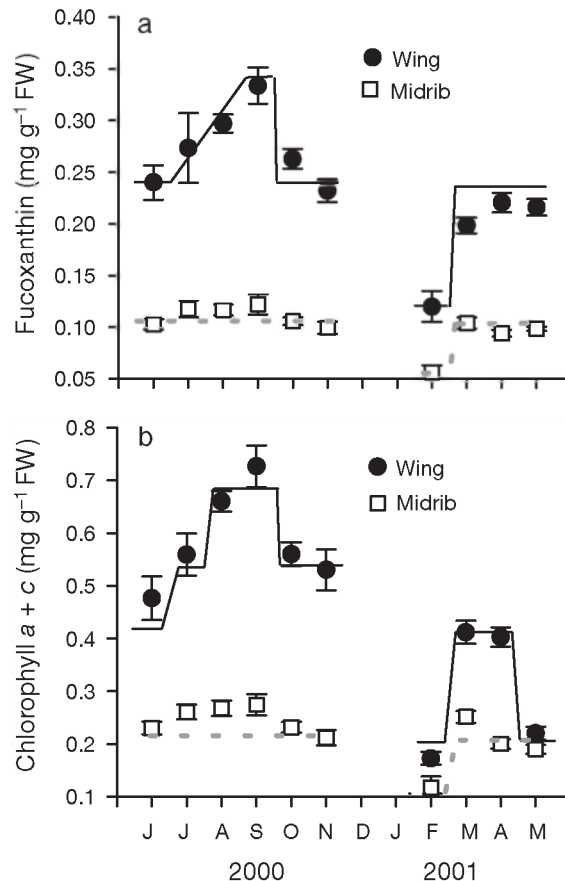 a
Wing
Midrib
Fucoxanthin (mg g⁻¹ FW)
0.40
0.35
0.30
0.25
0.20
0.15
0.10
0.05
b
Wing
Midrib
Chlorophyll a + c (mg g⁻¹ FW)
0.8
0.7
0.6
0.5
0.4
0.3
0.2
0.1
J J A S O N D J F M A M
2000 2001